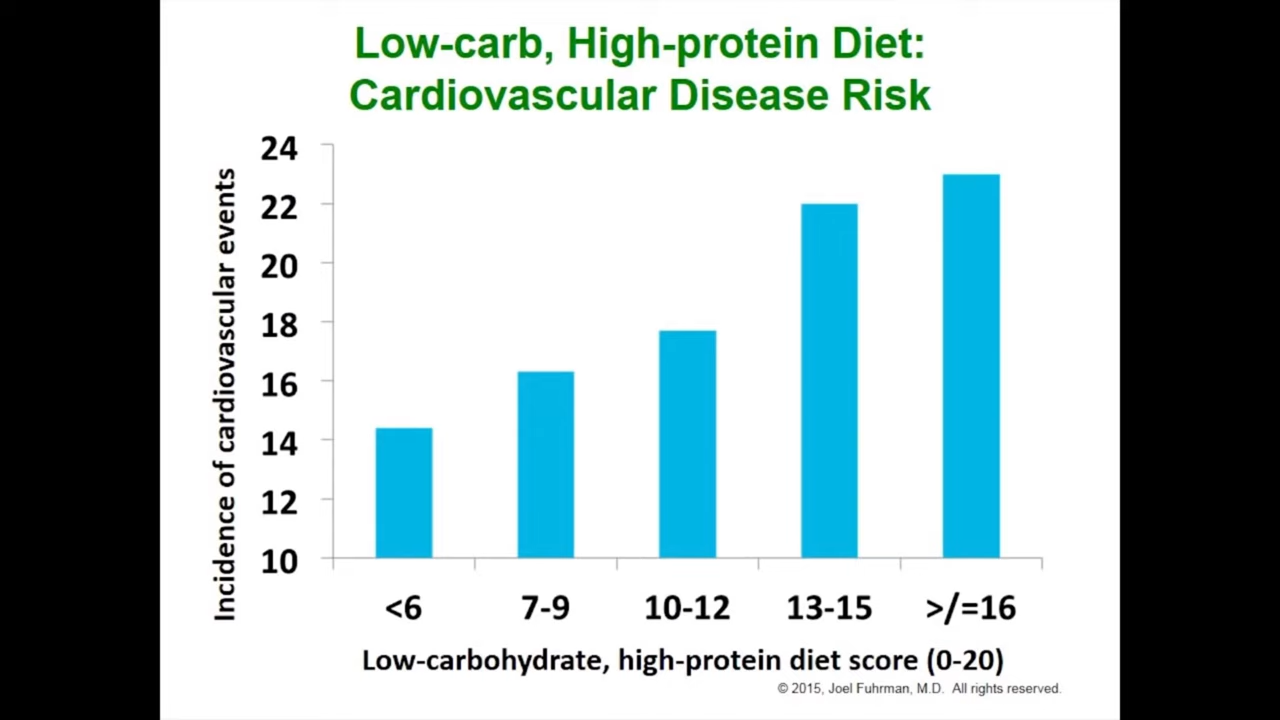 Low-carb, High-protein Diet:
Cardiovascular Disease Risk
Incidence of cardiovascular events
24
22
20
18
16
14
12
10
<6 7-9 10-12 13-15 >/=16
Low-carbohydrate, high-protein diet score (0-20)
© 2015, Joel Fuhrman, M.D. All rights reserved.